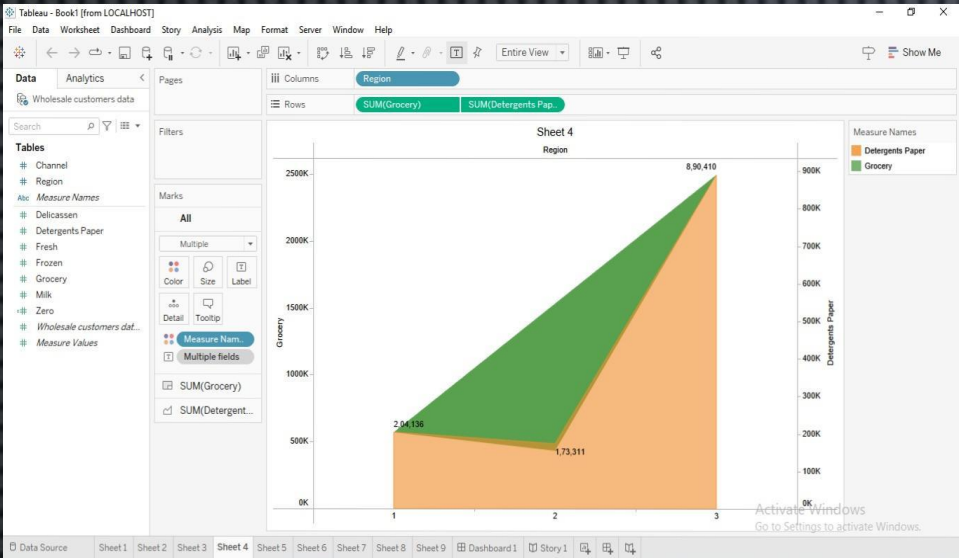 Tableau - Book1 [from LOCALHOST]
File Data Worksheet Dashboard Story Analysis Map Format Server Window Help
Entire View
Show Me
Data Analytics
Wholesale customers data
Search
Tables
Channel
Region
Abc Measure Names
Delicassen
Detergents Paper
Fresh
Frozen
Grocery
Milk
Zero
Wholesale customers dat...
Measure Values
Pages
Filters
Marks
All
Multiple
Color Size Label
Detail Tooltip
Measure Nam..
Multiple fields
SUM(Grocery)
SUM(Detergent...
Columns Region
Rows SUM(Grocery) SUM(Detergents Pap..
Sheet 4
Region
2500K
2000K
1500K
1000K
500K
0K
Grocery
8,90,410
2,04,136
1,73,311
1 2 3
900K
800K
700K
600K
500K
400K
300K
200K
100K
0K
Detergents Paper
Measure Names
Detergents Paper
Grocery
Activate Windows
Go to Settings to activate Windows.
Data Source Sheet 1 Sheet 2 Sheet 3 Sheet 4 Sheet 5 Sheet 6 Sheet 7 Sheet 8 Sheet 9 Dashboard 1 Story 1